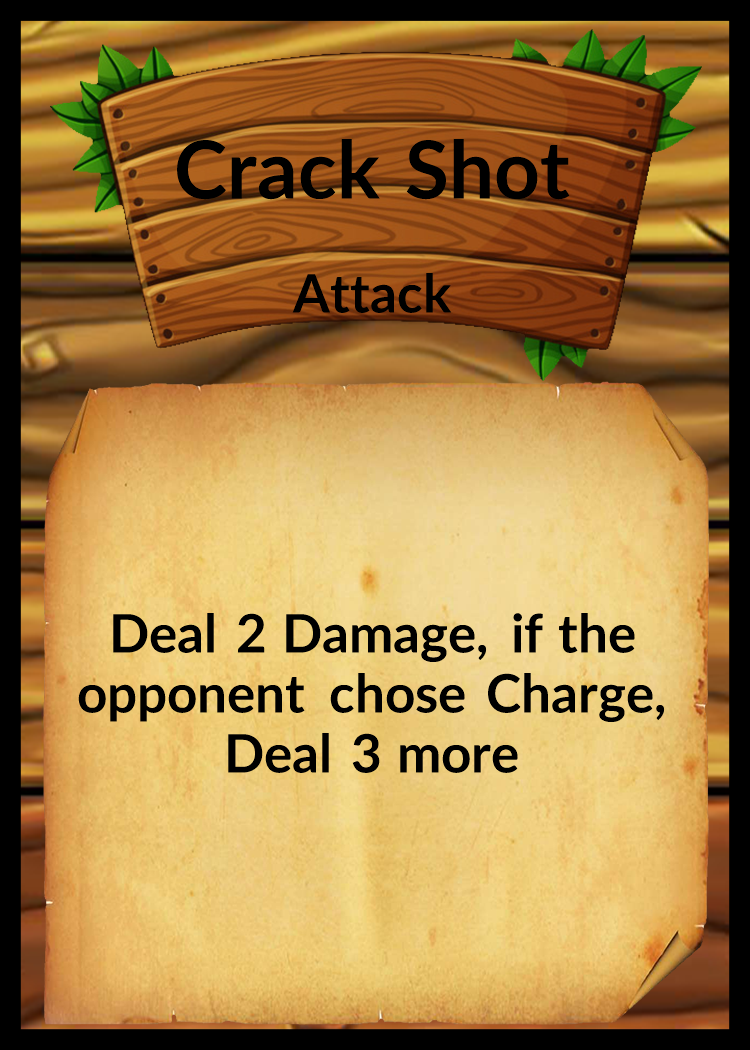 Crack Shot
Attack
Deal 2 Damage, if the
opponent chose Charge,
Deal 3 more